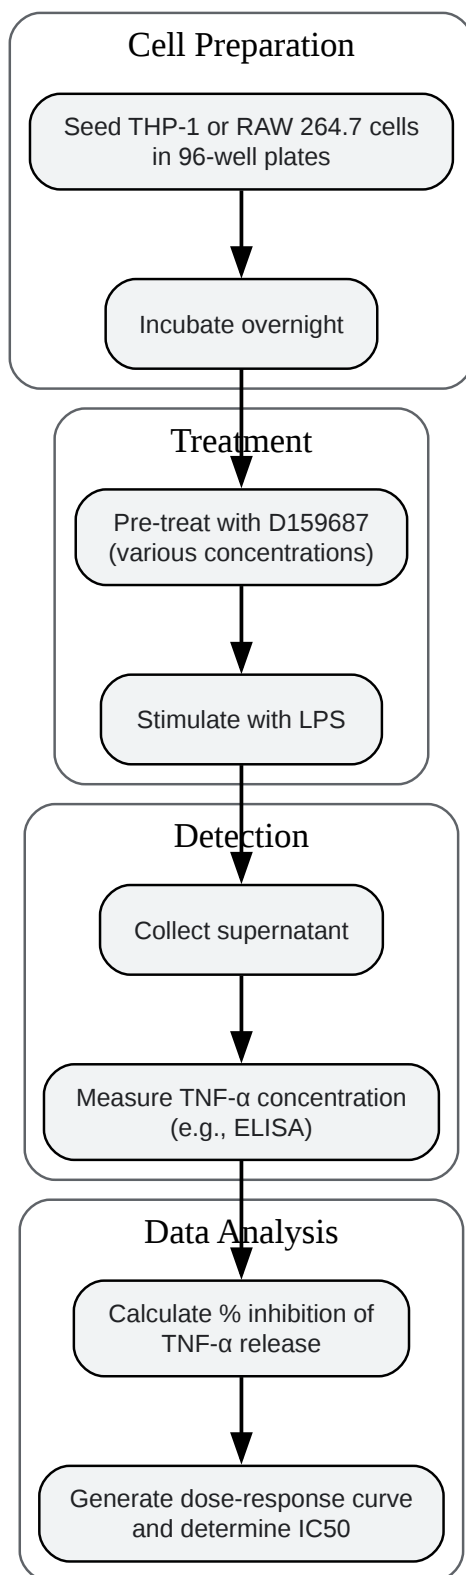 Cell Preparation
Seed THP-1 or RAW 264.7 cells
in 96-well plates
Incubate overnight
Treatment
Pre-treat with D159687
(various concentrations)
Stimulate with LPS
Detection
Collect supernatant
Measure TNF-α concentration
(e.g., ELISA)
Data Analysis
Calculate % inhibition of
TNF-α release
Generate dose-response curve
and determine IC50